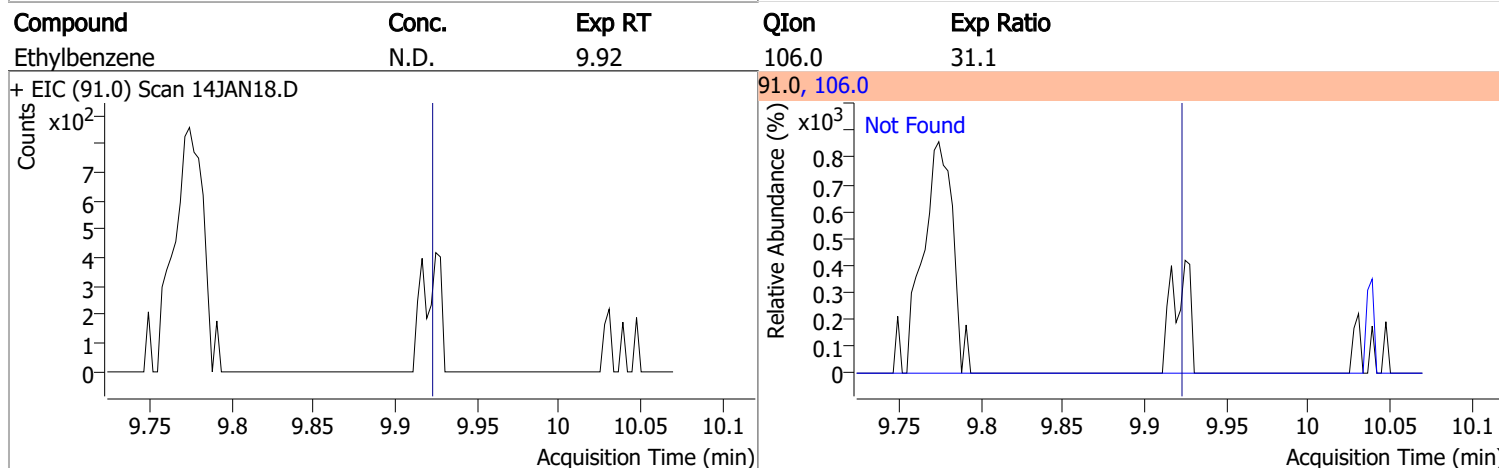 Compound Conc. Exp RT QIon Exp Ratio
Ethylbenzene N.D. 9.92 106.0 31.1
+ EIC (91.0) Scan 14JAN18.D
Counts
x10²
7
6
5
4
3
2
1
0
9.75 9.8 9.85 9.9 9.95 10 10.05 10.1
Acquisition Time (min)
91.0, 106.0
Relative Abundance (%)
x10³
Not Found
0.8
0.7
0.6
0.5
0.4
0.3
0.2
0.1
0
9.75 9.8 9.85 9.9 9.95 10 10.05 10.1
Acquisition Time (min)